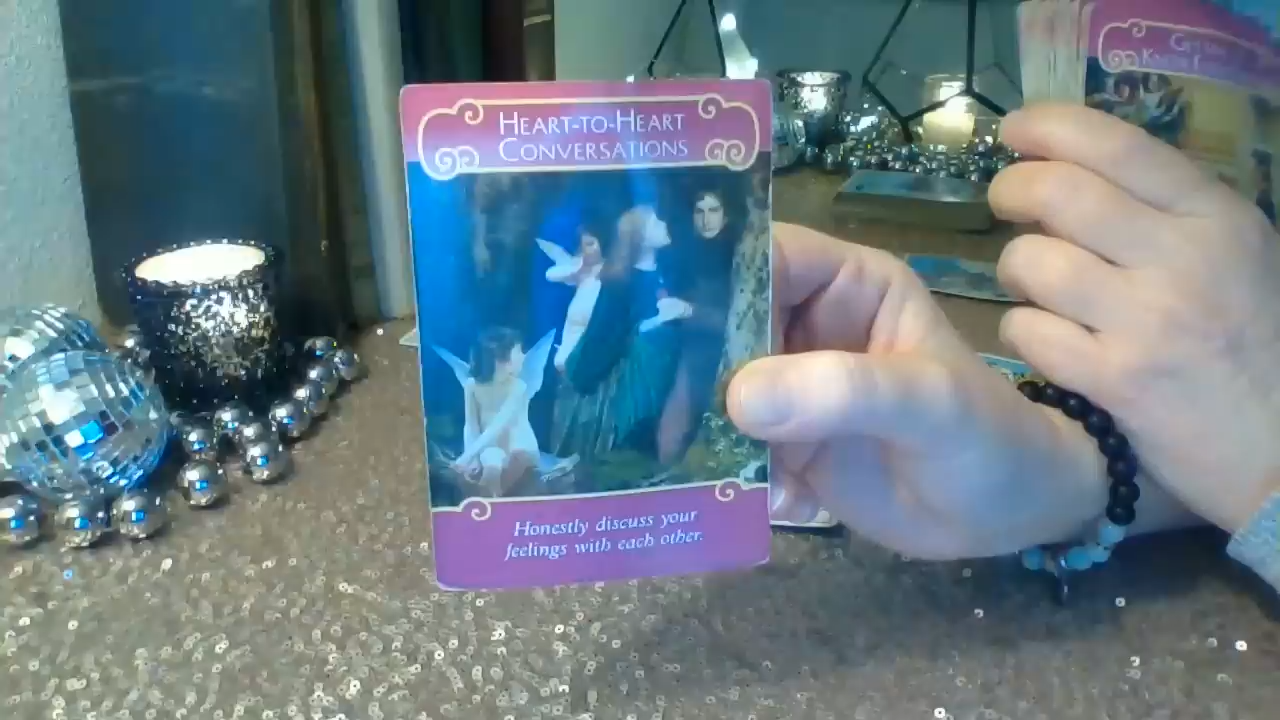 HEART-TO-HEART
CONVERSATIONS
Honestly discuss your
feelings with each other.